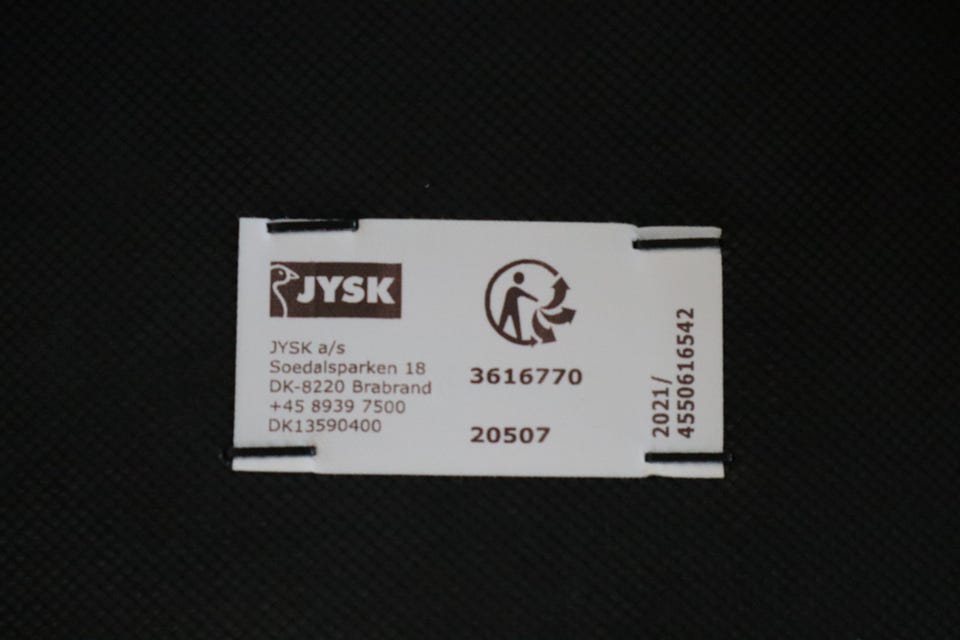 JYSK
JYSK a/s
Soedalsparken 18
DK-8220 Brabrand
+45 8939 7500
DK13590400
3616770
20507
2021/
4550616542